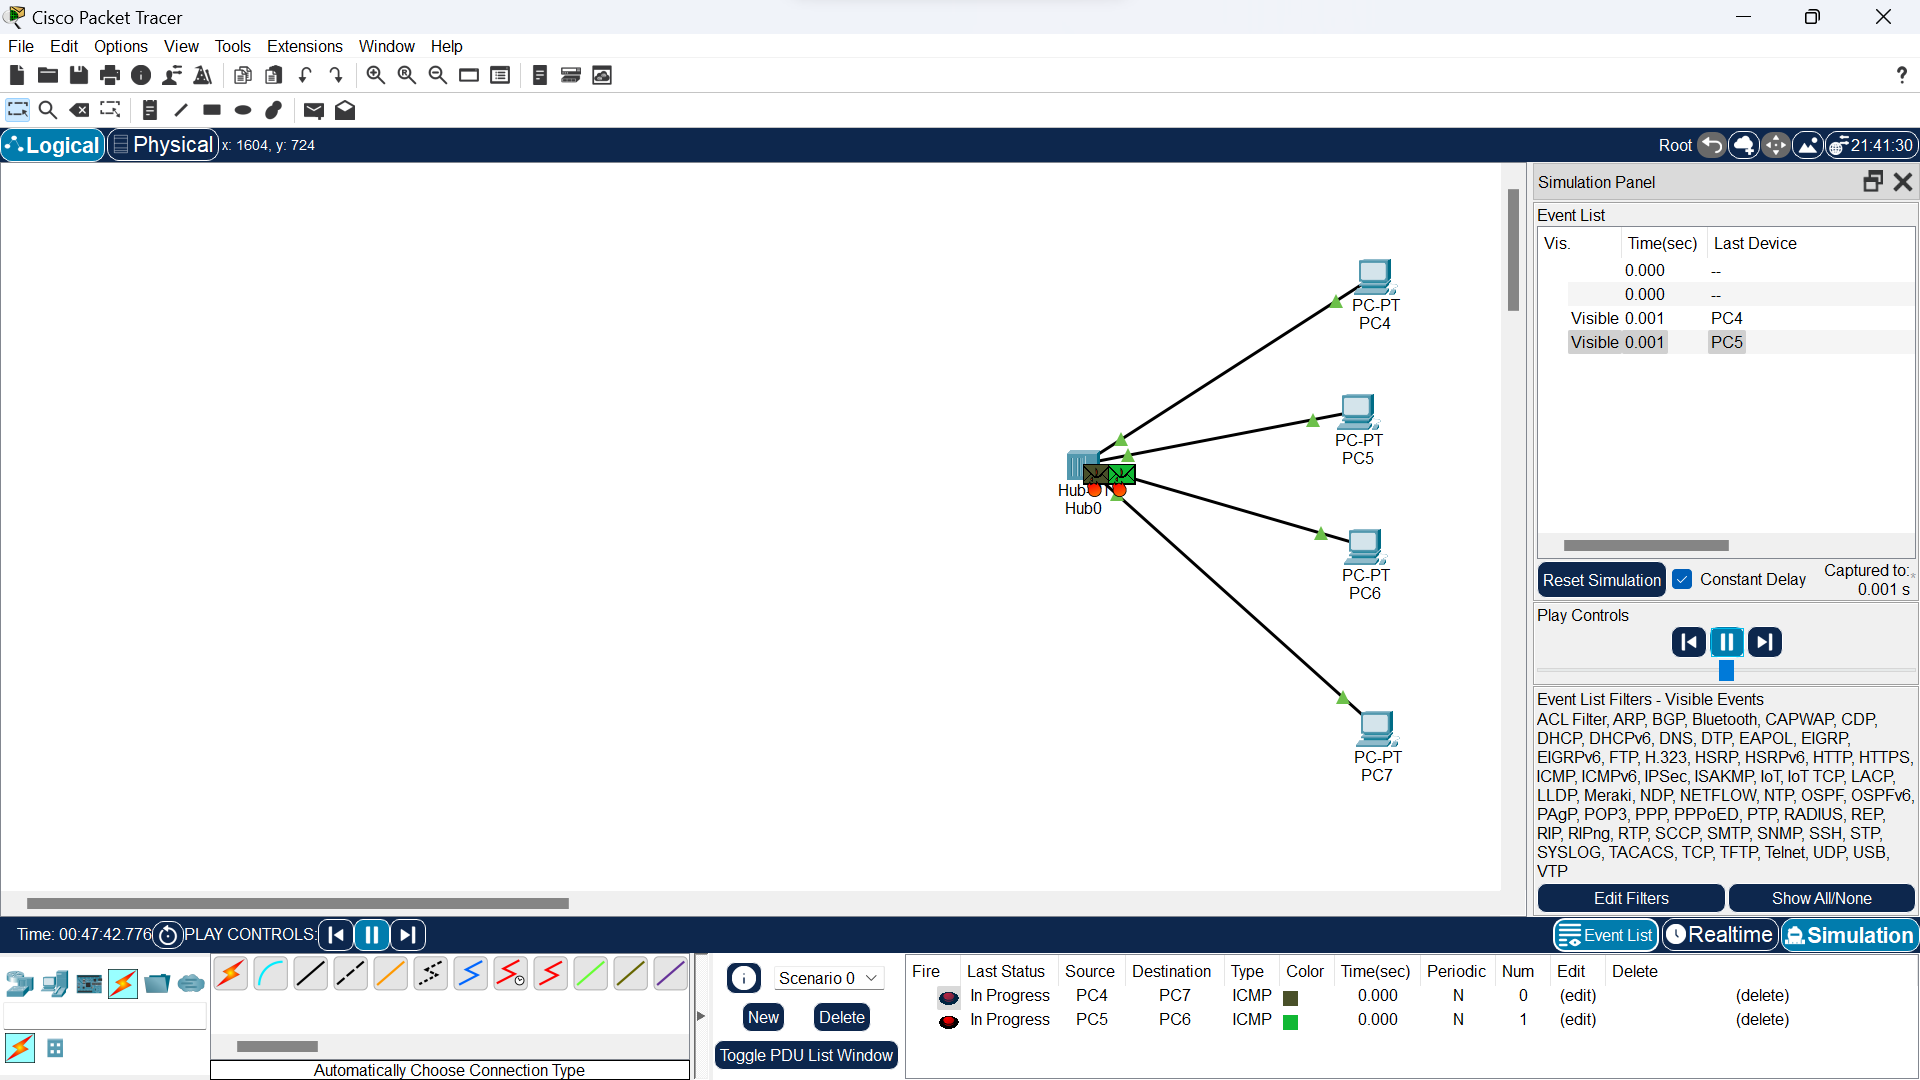 Cisco Packet Tracer
File Edit Options View Tools Extensions Window Help
?
Logical Physical x: 1604, y: 724 Root 21:41:30
Simulation Panel
Event List
Vis. Time(sec) Last Device
0.000 --
0.000 --
Visible 0.001 PC4
Visible 0.001 PC5
PC-PT
PC4
PC-PT
PC5
Hub0
PC-PT
PC6
PC-PT
PC7
Reset Simulation Constant Delay Captured to:
0.001 s
Play Controls
Event List Filters - Visible Events
ACL Filter, ARP, BGP, Bluetooth, CAPWAP, CDP,
DHCP, DHCPv6, DNS, DTP, EAPOL, EIGRP,
EIGRPv6, FTP, H.323, HSRP, HSRPv6, HTTP, HTTPS,
ICMP, ICMPv6, IPSec, ISAKMP, IoT, IoT TCP, LACP,
LLDP, Meraki, NDP, NETFLOW, NTP, OSPF, OSPFv6,
PAgP, POP3, PPP, PPPoED, PTP, RADIUS, REP,
RIP, RIPng, RTP, SCCP, SMTP, SNMP, SSH, STP,
SYSLOG, TACACS, TCP, TFTP, Telnet, UDP, USB,
VTP
Edit Filters Show All/None
Time: 00:47:42.776 PLAY CONTROLS: Event List Realtime Simulation
Scenario 0
New Delete
Toggle PDU List Window
Automatically Choose Connection Type
Fire Last Status Source Destination Type Color Time(sec) Periodic Num Edit Delete
In Progress PC4 PC7 ICMP 0.000 N 0 (edit) (delete)
In Progress PC5 PC6 ICMP 0.000 N 1 (edit) (delete)